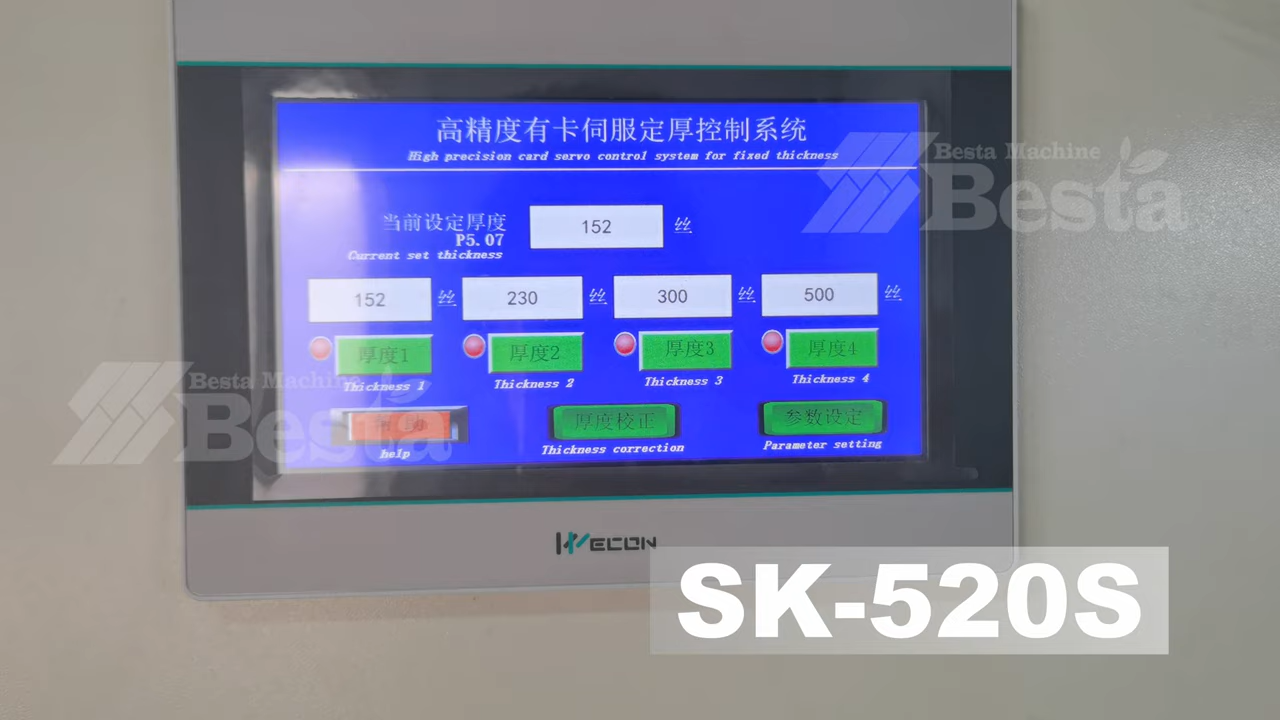 高精度有卡伺服定厚控制系统
High precision card servo control system for fixed thickness
Besta Machine
Besta
当前设定厚度
P5.07
Current set thickness
152 丝
152 丝 230 丝 300 丝 500 丝
厚度1 厚度2 厚度3 厚度4
Thickness 1 Thickness 2 Thickness 3 Thickness 4
Besta Machine
Besta
帮助 厚度校正 参数设定
help Thickness correction Parameter setting
WECON
SK-520S